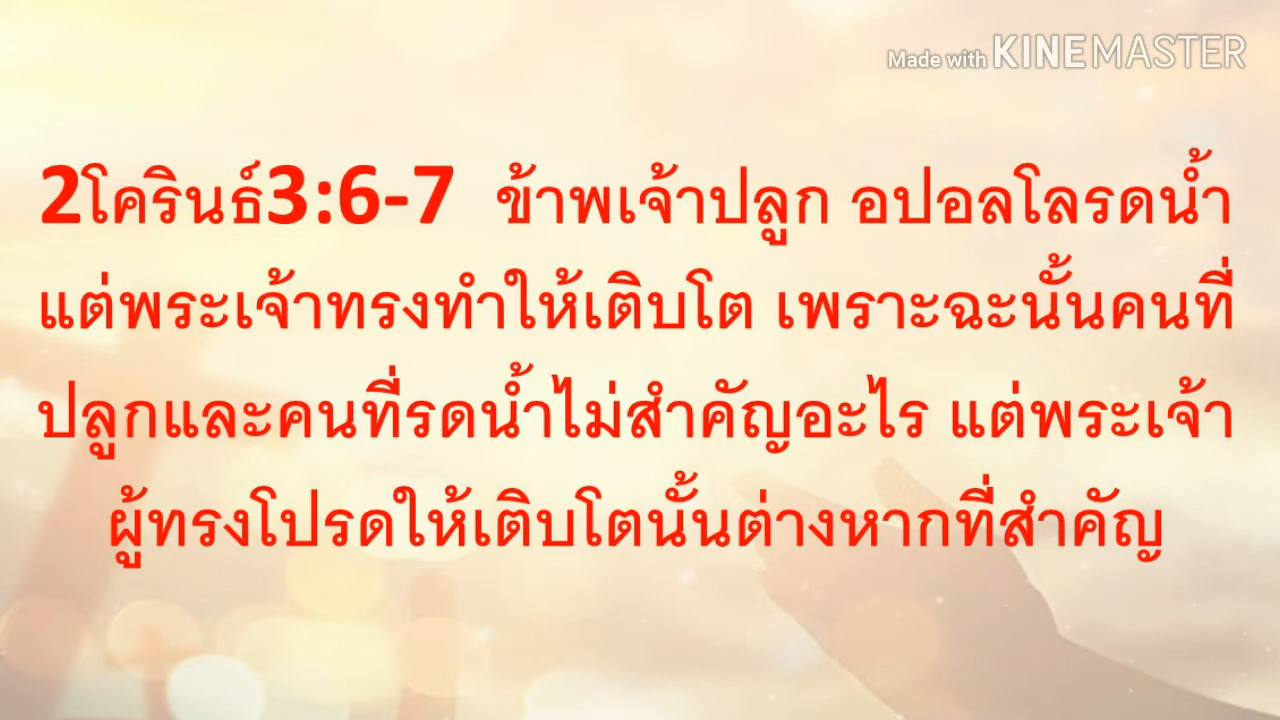 Made with KINEMASTER
2โครินธ์3:6-7 ข้าพเจ้าปลูก อปอลโลรดน้ำ
แต่พระเจ้าทรงทำให้เติบโต เพราะฉะนั้นคนที่
ปลูกและคนที่รดน้ำไม่สำคัญอะไร แต่พระเจ้า
ผู้ทรงโปรดให้เติบโตนั้นต่างหากที่สำคัญ